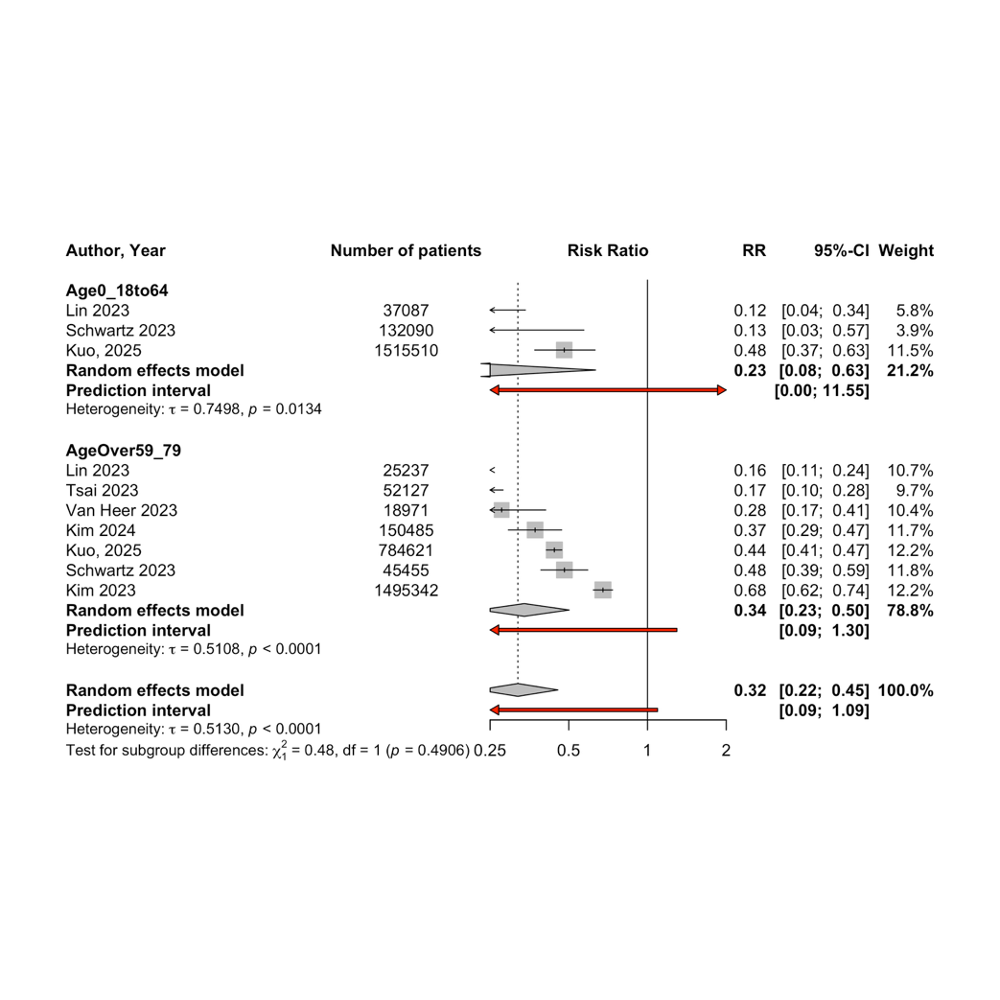 Author, Year Number of patients Risk Ratio RR 95%-CI Weight
Age0_18to64
Lin 2023 37087 0.12 [0.04; 0.34] 5.8%
Schwartz 2023 132090 0.13 [0.03; 0.57] 3.9%
Kuo, 2025 1515510 0.48 [0.37; 0.63] 11.5%
Random effects model 0.23 [0.08; 0.63] 21.2%
Prediction interval [0.00; 11.55]
Heterogeneity: τ = 0.7498, p = 0.0134
AgeOver59_79
Lin 2023 25237 0.16 [0.11; 0.24] 10.7%
Tsai 2023 52127 0.17 [0.10; 0.28] 9.7%
Van Heer 2023 18971 0.28 [0.17; 0.41] 10.4%
Kim 2024 150485 0.37 [0.29; 0.47] 11.7%
Kuo, 2025 784621 0.44 [0.41; 0.47] 12.2%
Schwartz 2023 45455 0.48 [0.39; 0.59] 11.8%
Kim 2023 1495342 0.68 [0.62; 0.74] 12.2%
Random effects model 0.34 [0.23; 0.50] 78.8%
Prediction interval [0.09; 1.30]
Heterogeneity: τ = 0.5108, p < 0.0001
Random effects model 0.32 [0.22; 0.45] 100.0%
Prediction interval [0.09; 1.09]
Heterogeneity: τ = 0.5130, p < 0.0001
Test for subgroup differences: χ²₁ = 0.48, df = 1 (p = 0.4906) 0.25 0.5 1 2